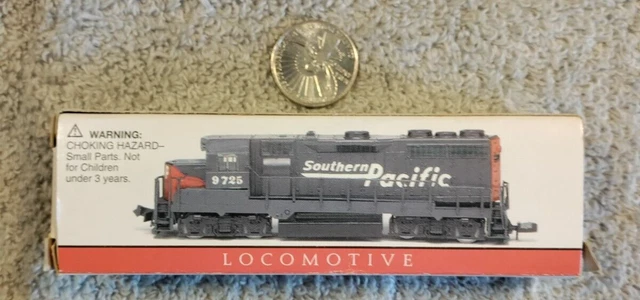 ⚠ WARNING:
CHOKING HAZARD–
Small Parts. Not
for Children
under 3 years.
Southern
Pacific
9725
LOCOMOTIVE